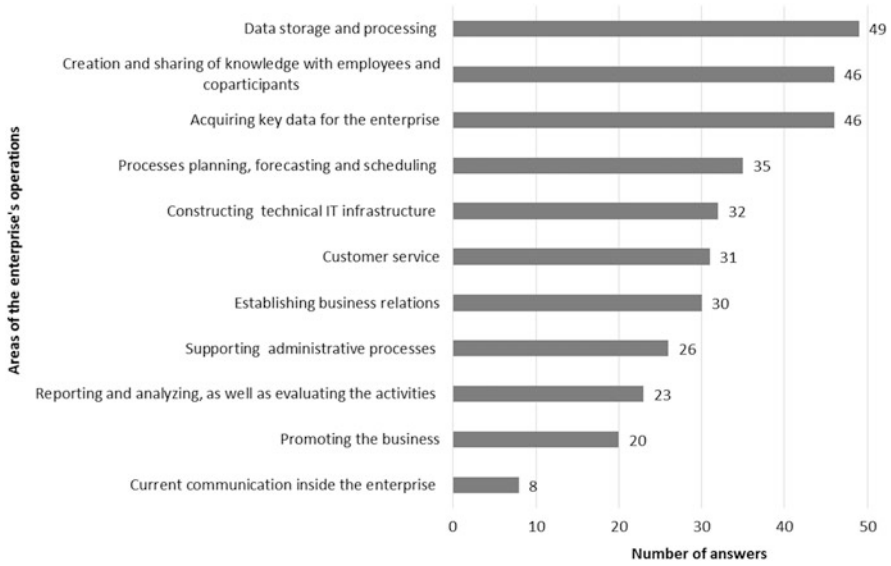 Areas of the enterprise's operations
Data storage and processing 49
Creation and sharing of knowledge with employees and
coparticipants 46
Acquiring key data for the enterprise 46
Processes planning, forecasting and scheduling 35
Constructing technical IT infrastructure 32
Customer service 31
Establishing business relations 30
Supporting administrative processes 26
Reporting and analyzing, as well as evaluating the activities 23
Promoting the business 20
Current communication inside the enterprise 8
0 10 20 30 40 50
Number of answers